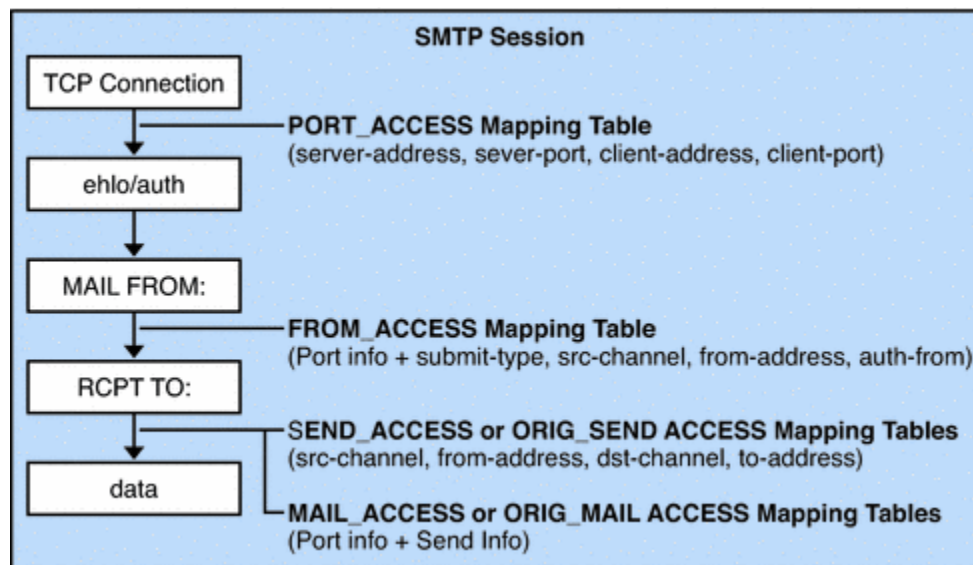 SMTP Session
TCP Connection
PORT_ACCESS Mapping Table
(server-address, sever-port, client-address, client-port)
ehlo/auth
MAIL FROM:
FROM_ACCESS Mapping Table
(Port info + submit-type, src-channel, from-address, auth-from)
RCPT TO:
SEND_ACCESS or ORIG_SEND ACCESS Mapping Tables
(src-channel, from-address, dst-channel, to-address)
data
MAIL_ACCESS or ORIG_MAIL ACCESS Mapping Tables
(Port info + Send Info)